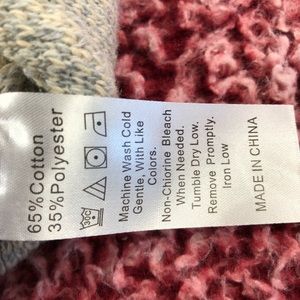 65%Cotton
35%Polyester
30C
Machine Wash Cold
Gentle, With Like
Colors.
Non-Chlorine Bleach
When Needed.
Tumble Dry Low.
Remove Promptly.
Iron Low
MADE IN CHINA